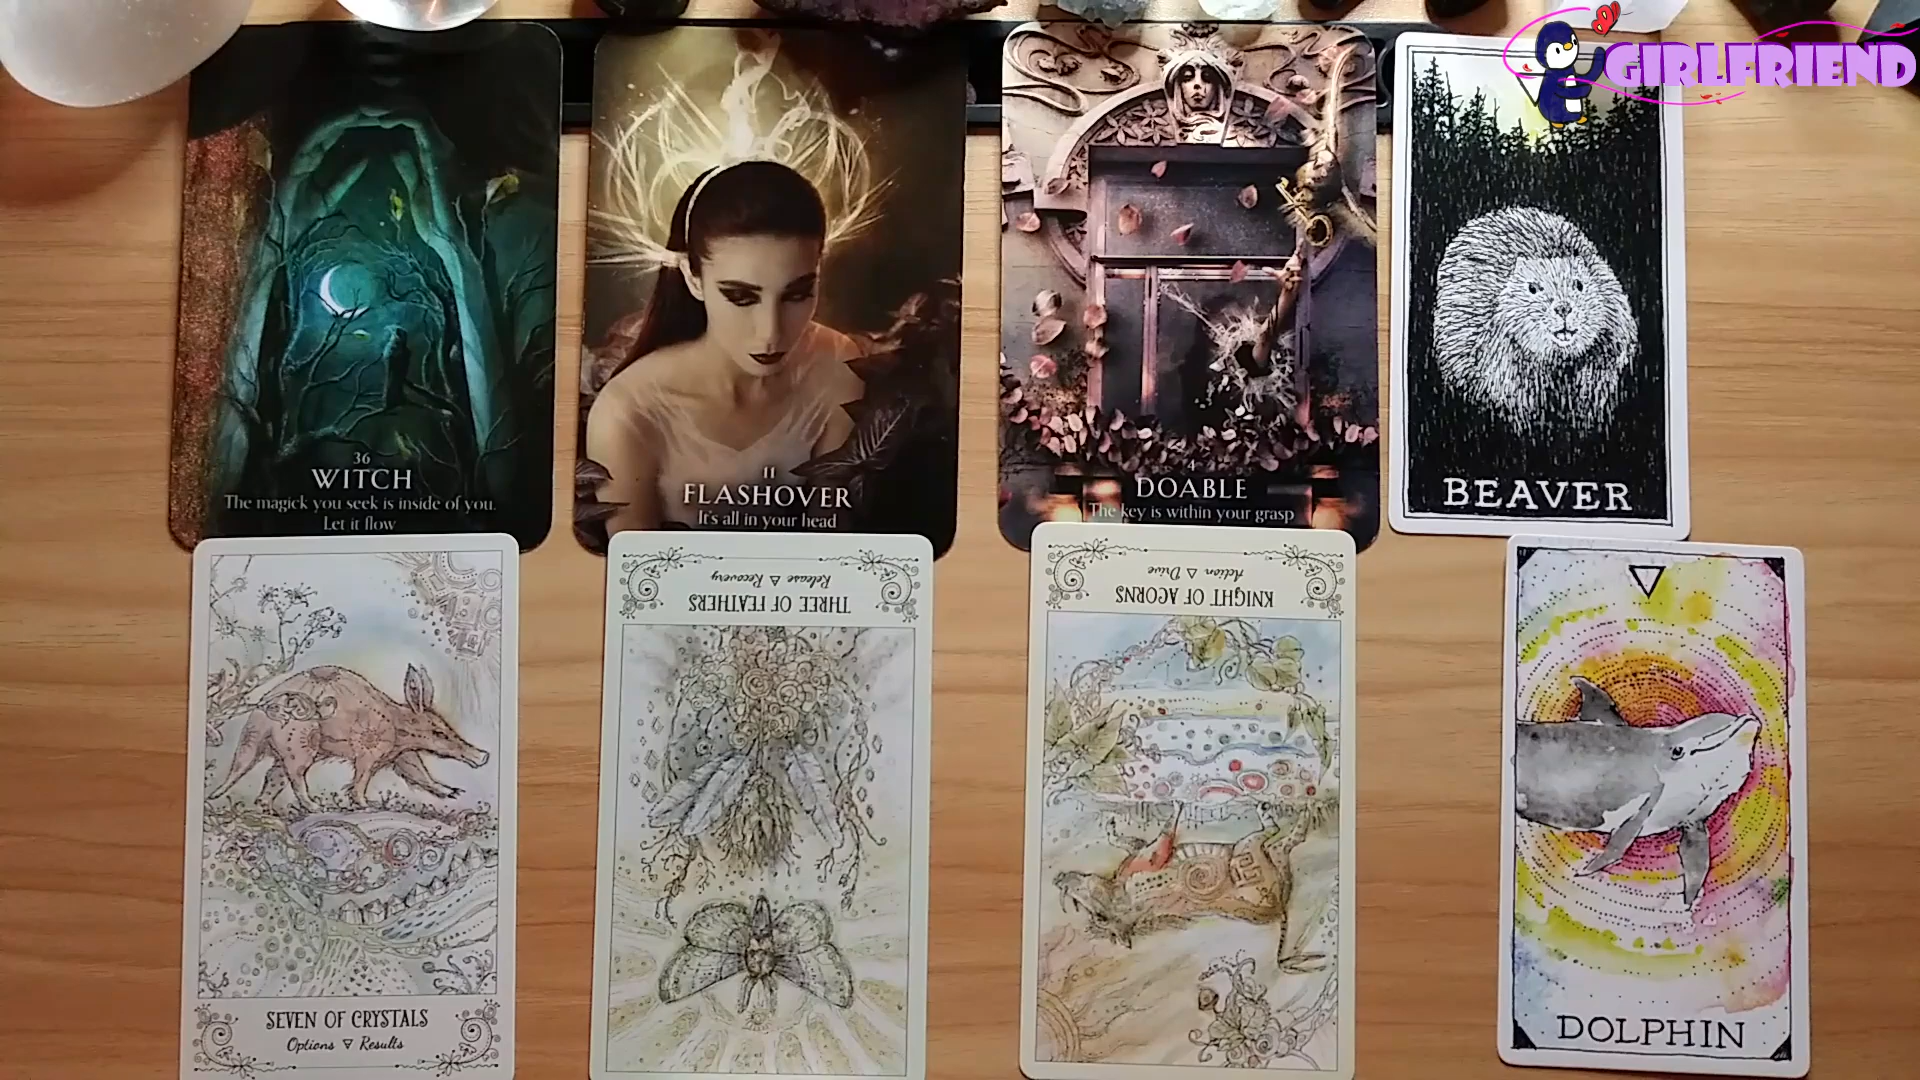 GIRLFRIEND
36
WITCH
The magick you seek is inside of you.
Let it flow
11
FLASHOVER
It's all in your head
4
DOABLE
The key is within your grasp
BEAVER
SEVEN OF CRYSTALS
Options ▽ Results
THREE OF FEATHERS
Release △ Recovery
KNIGHT OF ACORNS
Action △ Drive
DOLPHIN